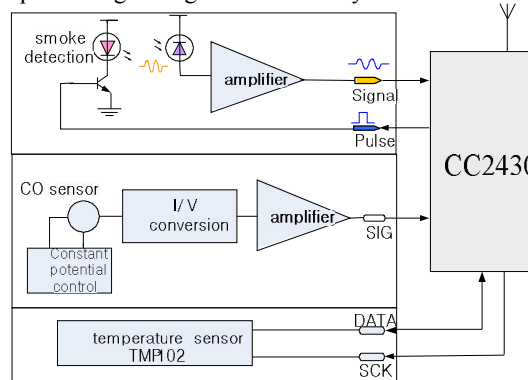 smoke
detection
amplifier
Signal
Pulse
CC2430
CO sensor
I/V
conversion
amplifier
SIG
Constant
potential
control
DATA
temperature sensor
TMP102
SCK